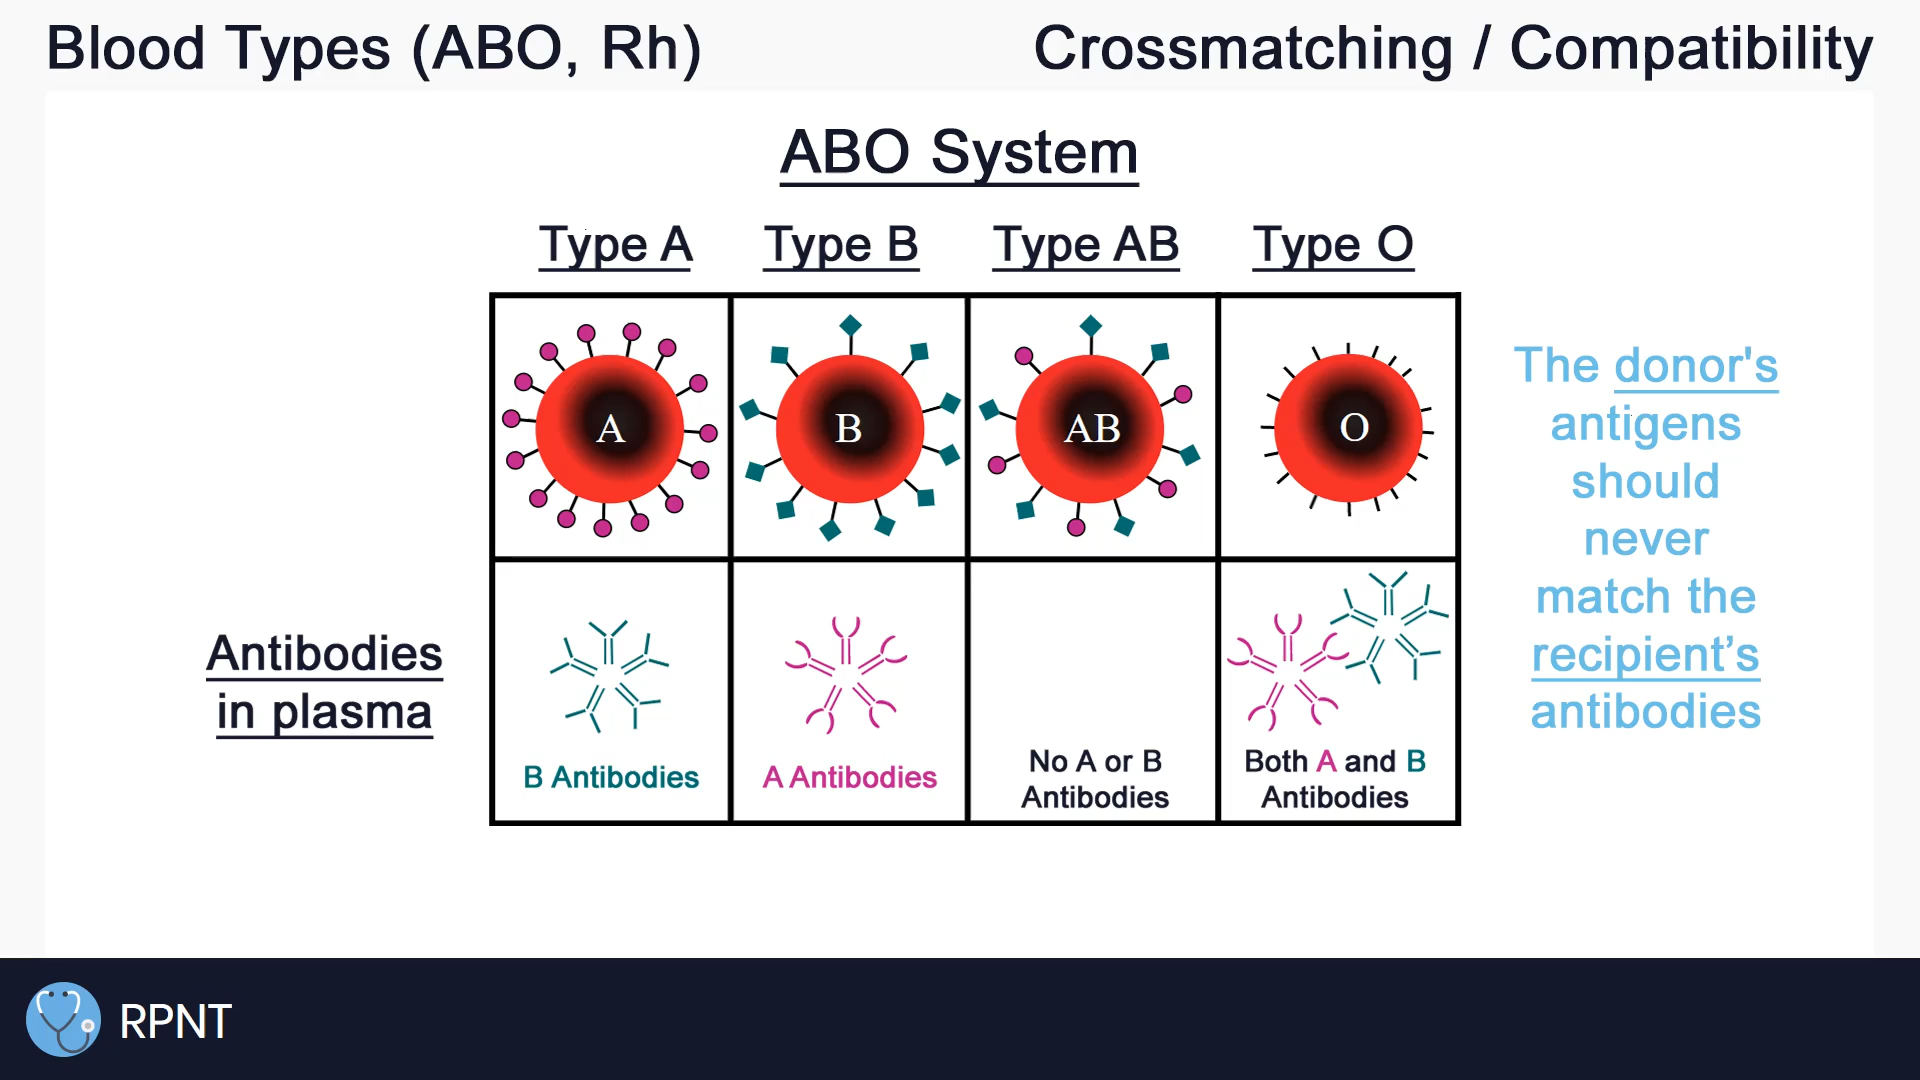 Blood Types (ABO, Rh)
Crossmatching / Compatibility
ABO System
Type A
Type B
Type AB
Type O
A
B
AB
O
The donor's
antigens
should
never
match the
recipient’s
antibodies
Antibodies
in plasma
B Antibodies
A Antibodies
No A or B
Antibodies
Both A and B
Antibodies
RPNT